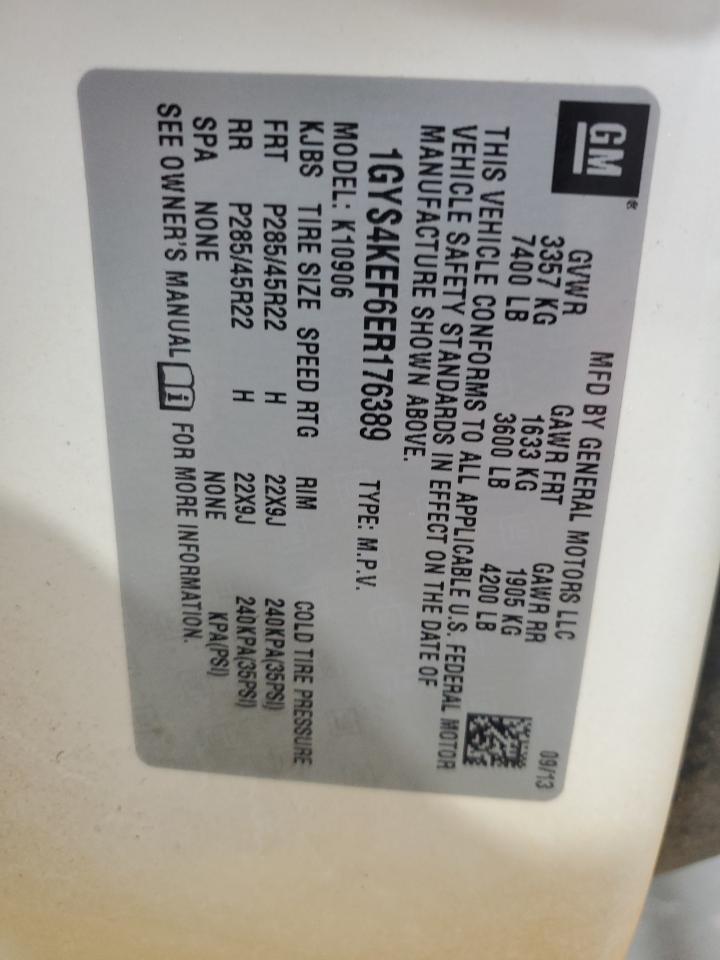 GM®
MFD BY GENERAL MOTORS LLC 09/13
GVWR GAWR FRT GAWR RR
3357 KG 1633 KG 1905 KG
7400 LB 3600 LB 4200 LB
THIS VEHICLE CONFORMS TO ALL APPLICABLE U.S. FEDERAL MOTOR
VEHICLE SAFETY STANDARDS IN EFFECT ON THE DATE OF
MANUFACTURE SHOWN ABOVE.
1GYS4KEF6ER176389 TYPE: M.P.V.
MODEL: K10906
KJBS TIRE SIZE SPEED RTG RIM COLD TIRE PRESSURE
FRT P285/45R22 H 22X9J 240KPA(35PSI)
RR P285/45R22 H 22X9J 240KPA(35PSI)
SPA NONE NONE KPA(PSI)
SEE OWNER'S MANUAL i FOR MORE INFORMATION.